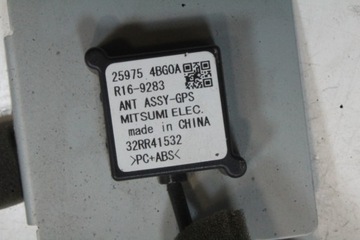 25975 4BG0A
R16-9283
ANT ASSY-GPS
MITSUMI ELEC.
made in CHINA
32RR41532
>PC+ABS<